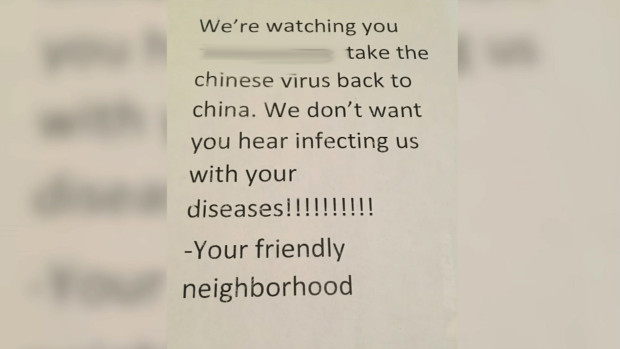 We're watching you
take the
chinese virus back to
china. We don't want
you hear infecting us
with your
diseases!!!!!!!!!!
-Your friendly
neighborhood